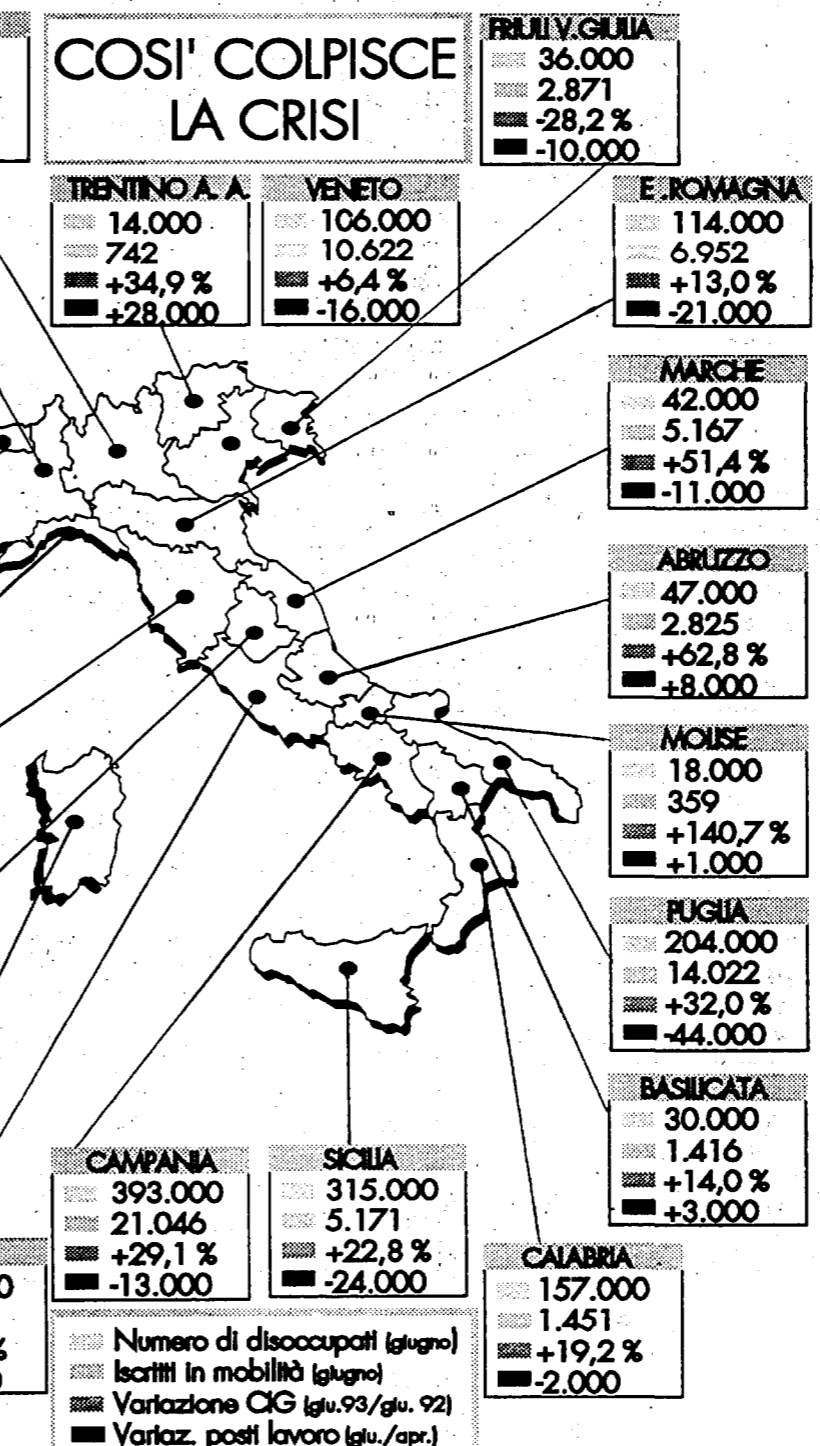 COSI' COLPISCE
LA CRISI
FRIULI V.GIULIA
36.000
2.871
-28,2 %
-10.000
TRENTINO A. A.
14.000
742
+34,9 %
+28.000
VENETO
106.000
10.622
+6,4 %
-16.000
E.ROMAGNA
114.000
6.952
+13,0 %
-21.000
MARCHE
42.000
5.167
+51,4 %
-11.000
ABRUZZO
47.000
2.825
+62,8 %
+8.000
MOLISE
18.000
359
+140,7 %
+1.000
PUGLIA
204.000
14.022
+32,0 %
-44.000
BASILICATA
30.000
1.416
+14,0 %
+3.000
CAMPANIA
393.000
21.046
+29,1 %
-13.000
SICILIA
315.000
5.171
+22,8 %
-24.000
CALABRIA
157.000
1.451
+19,2 %
-2.000
Numero di disoccupati (giugno)
Iscritti in mobilità (giugno)
Variazione CIG (giu.93/giu. 92)
Variaz. posti lavoro (giu./apr.)